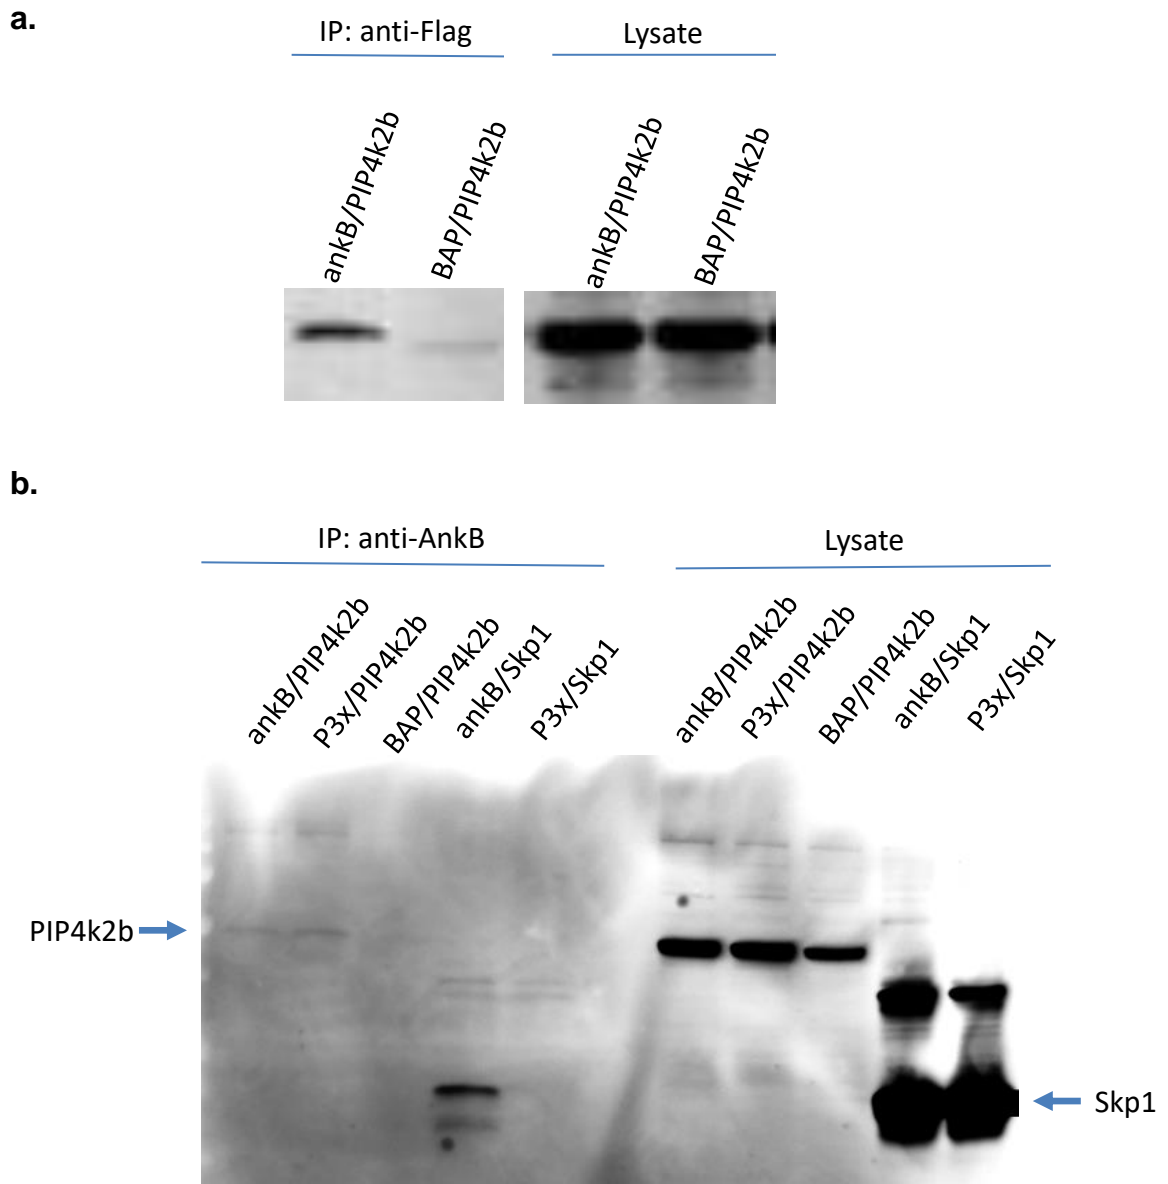 a.
IP: anti-Flag
Lysate
ankB/PIP4k2b
BAP/PIP4k2b
ankB/PIP4k2b
BAP/PIP4k2b
b.
IP: anti-AnkB
Lysate
ankB/PIP4k2b
P3x/PIP4k2b
BAP/PIP4k2b
ankB/Skp1
P3x/Skp1
ankB/PIP4k2b
P3x/PIP4k2b
BAP/PIP4k2b
ankB/Skp1
P3x/Skp1
PIP4k2b
Skp1